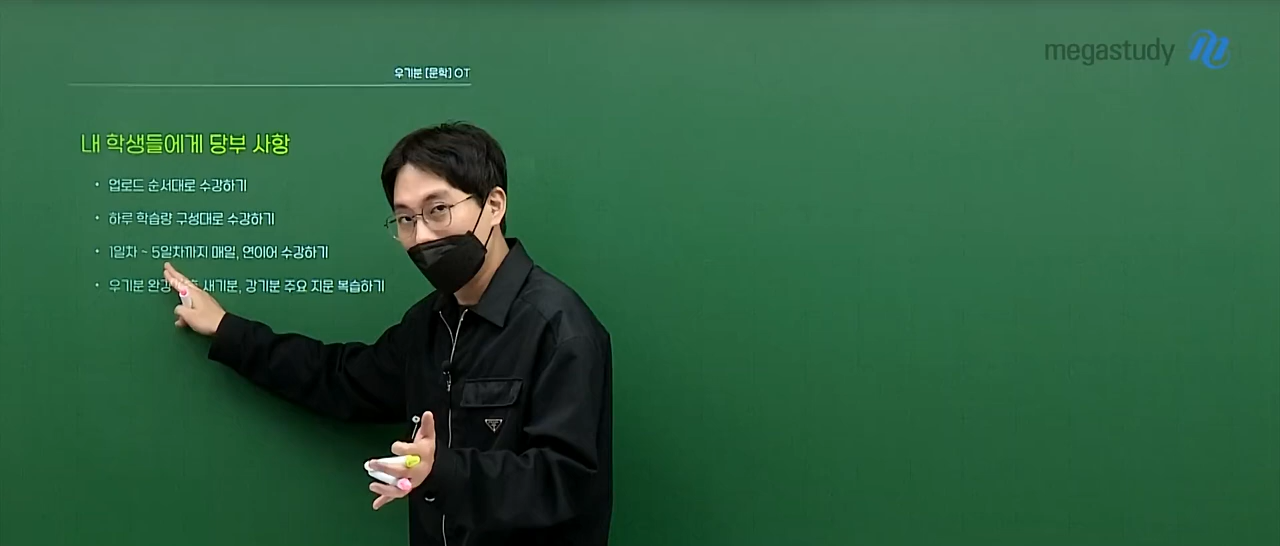 megastudy
우기분 [문학] OT
내 학생들에게 당부 사항
• 업로드 순서대로 수강하기
• 하루 학습량 구성대로 수강하기
• 1일차 ~ 5일차까지 매일, 연이어 수강하기
• 우기분 완강 새기분, 강기분 주요 지문 복습하기